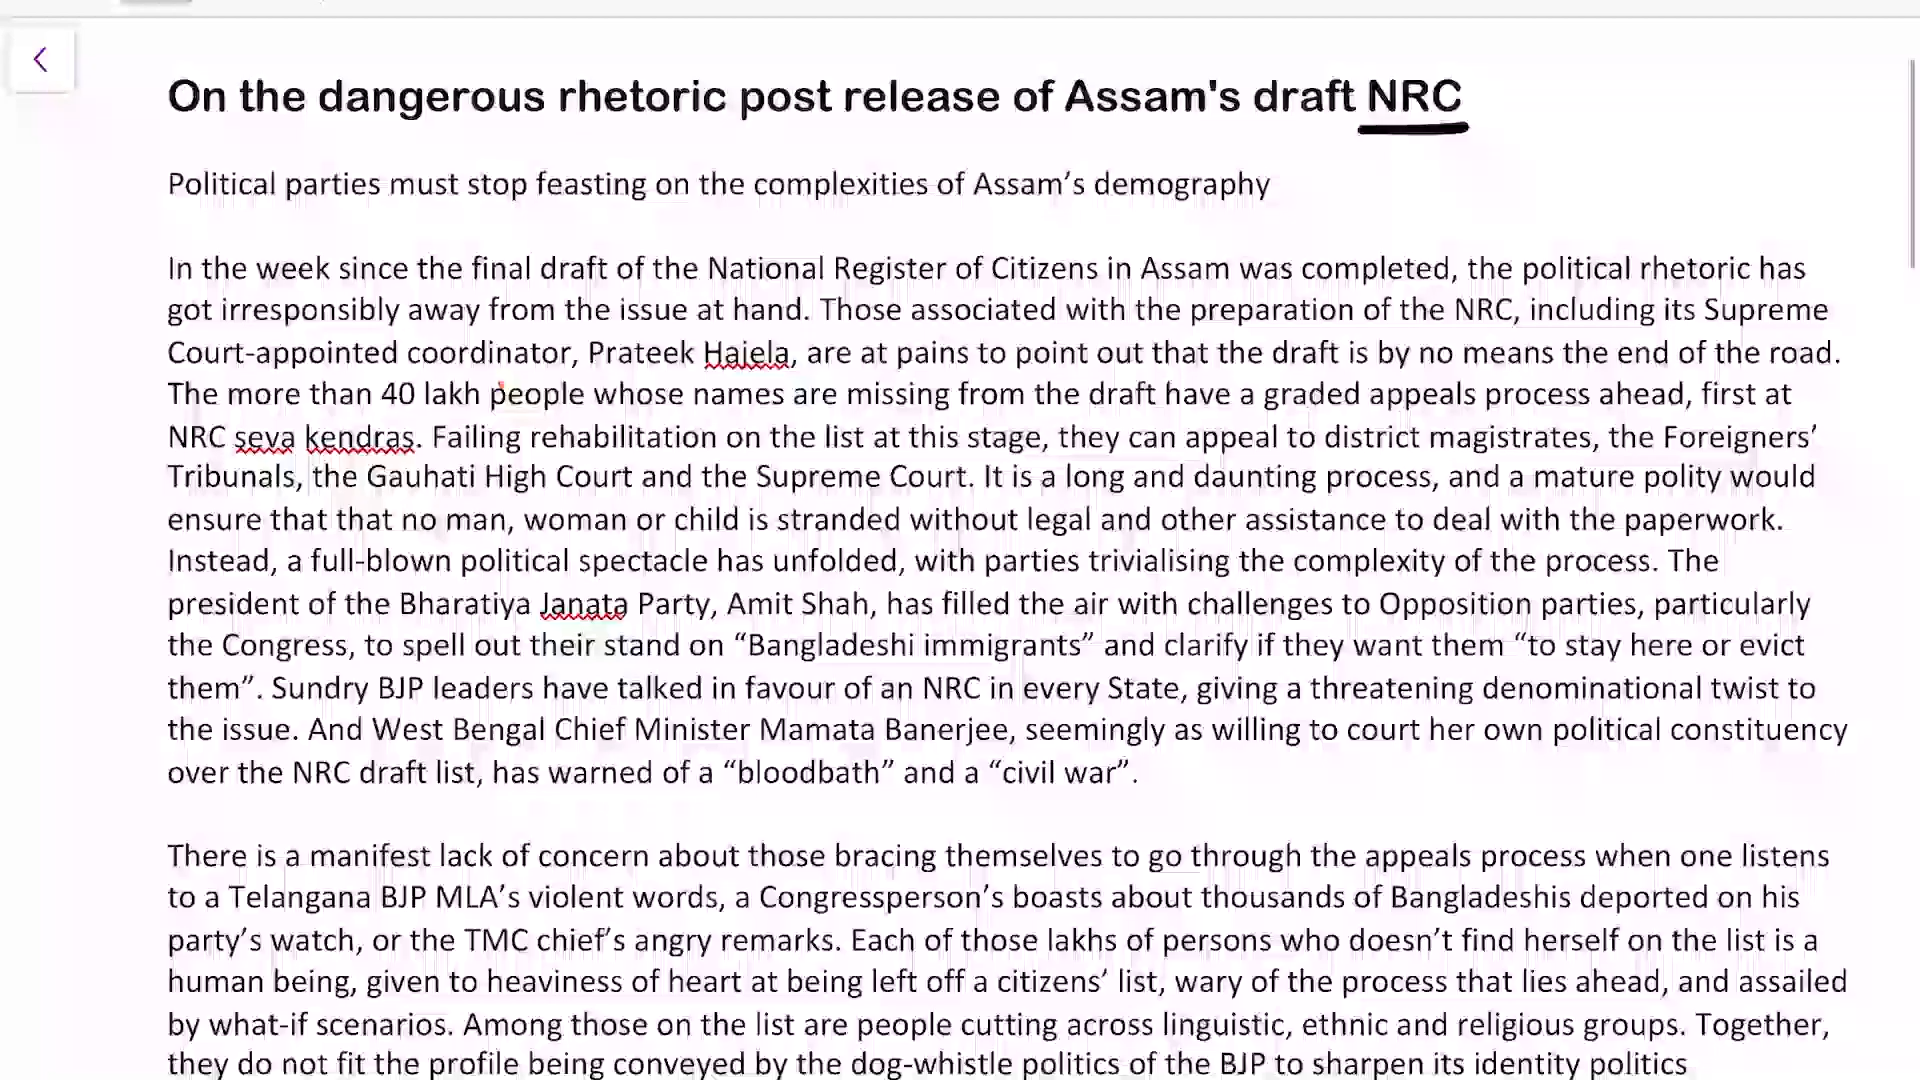 On the dangerous rhetoric post release of Assam's draft NRC
Political parties must stop feasting on the complexities of Assam’s demography
In the week since the final draft of the National Register of Citizens in Assam was completed, the political rhetoric has
got irresponsibly away from the issue at hand. Those associated with the preparation of the NRC, including its Supreme
Court-appointed coordinator, Prateek Hajela, are at pains to point out that the draft is by no means the end of the road.
The more than 40 lakh people whose names are missing from the draft have a graded appeals process ahead, first at
NRC seva kendras. Failing rehabilitation on the list at this stage, they can appeal to district magistrates, the Foreigners’
Tribunals, the Gauhati High Court and the Supreme Court. It is a long and daunting process, and a mature polity would
ensure that that no man, woman or child is stranded without legal and other assistance to deal with the paperwork.
Instead, a full-blown political spectacle has unfolded, with parties trivialising the complexity of the process. The
president of the Bharatiya Janata Party, Amit Shah, has filled the air with challenges to Opposition parties, particularly
the Congress, to spell out their stand on “Bangladeshi immigrants” and clarify if they want them “to stay here or evict
them”. Sundry BJP leaders have talked in favour of an NRC in every State, giving a threatening denominational twist to
the issue. And West Bengal Chief Minister Mamata Banerjee, seemingly as willing to court her own political constituency
over the NRC draft list, has warned of a “bloodbath” and a “civil war”.
There is a manifest lack of concern about those bracing themselves to go through the appeals process when one listens
to a Telangana BJP MLA’s violent words, a Congressperson’s boasts about thousands of Bangladeshis deported on his
party’s watch, or the TMC chief’s angry remarks. Each of those lakhs of persons who doesn’t find herself on the list is a
human being, given to heaviness of heart at being left off a citizens’ list, wary of the process that lies ahead, and assailed
by what-if scenarios. Among those on the list are people cutting across linguistic, ethnic and religious groups. Together,
they do not fit the profile being conveyed by the dog-whistle politics of the BJP to sharpen its identity politics